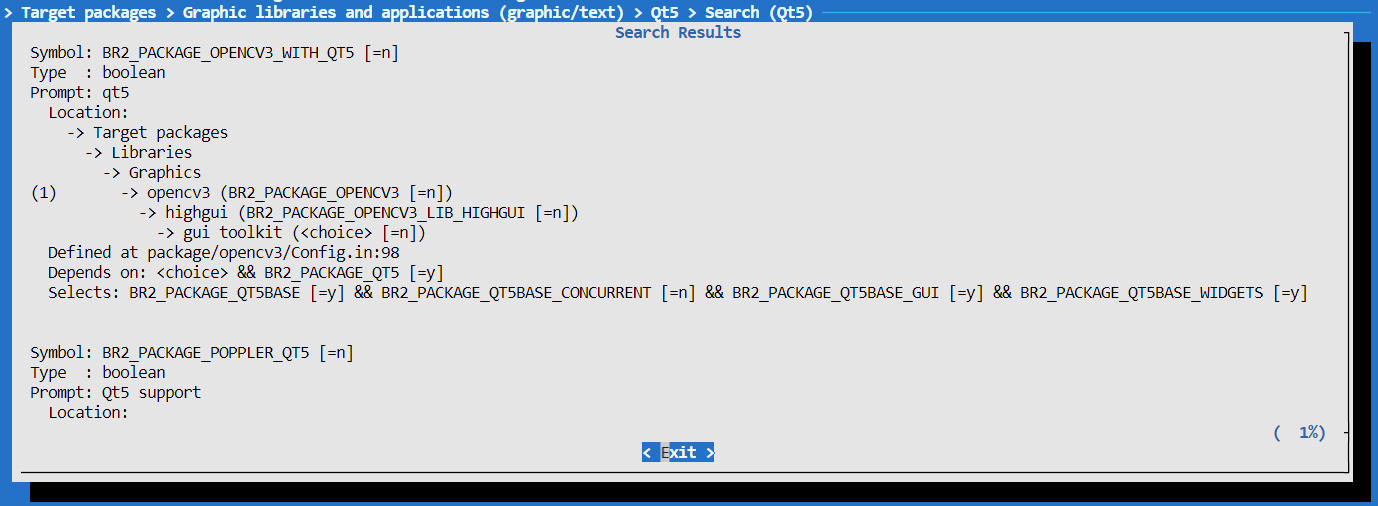 > Target packages > Graphic libraries and applications (graphic/text) > Qt5 > Search (Qt5)
Search Results
Symbol: BR2_PACKAGE_OPENCV3_WITH_QT5 [=n]
Type  : boolean
Prompt: qt5
  Location:
    -> Target packages
      -> Libraries
        -> Graphics
(1)       -> opencv3 (BR2_PACKAGE_OPENCV3 [=n])
            -> highgui (BR2_PACKAGE_OPENCV3_LIB_HIGHGUI [=n])
              -> gui toolkit (<choice> [=n])
  Defined at package/opencv3/Config.in:98
  Depends on: <choice> && BR2_PACKAGE_QT5 [=y]
  Selects: BR2_PACKAGE_QT5BASE [=y] && BR2_PACKAGE_QT5BASE_CONCURRENT [=n] && BR2_PACKAGE_QT5BASE_GUI [=y] && BR2_PACKAGE_QT5BASE_WIDGETS [=y]
Symbol: BR2_PACKAGE_POPPLER_QT5 [=n]
Type  : boolean
Prompt: Qt5 support
  Location:
(  1%)
< Exit >